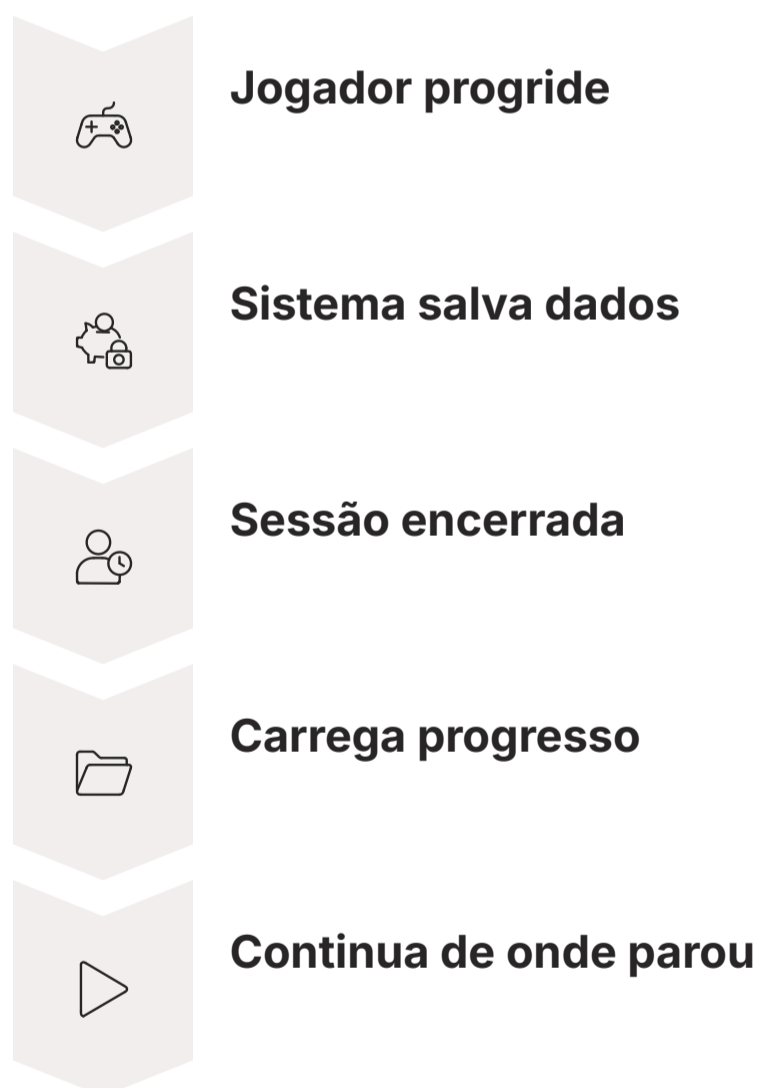 Jogador progride
Sistema salva dados
Sessão encerrada
Carrega progresso
Continua de onde parou